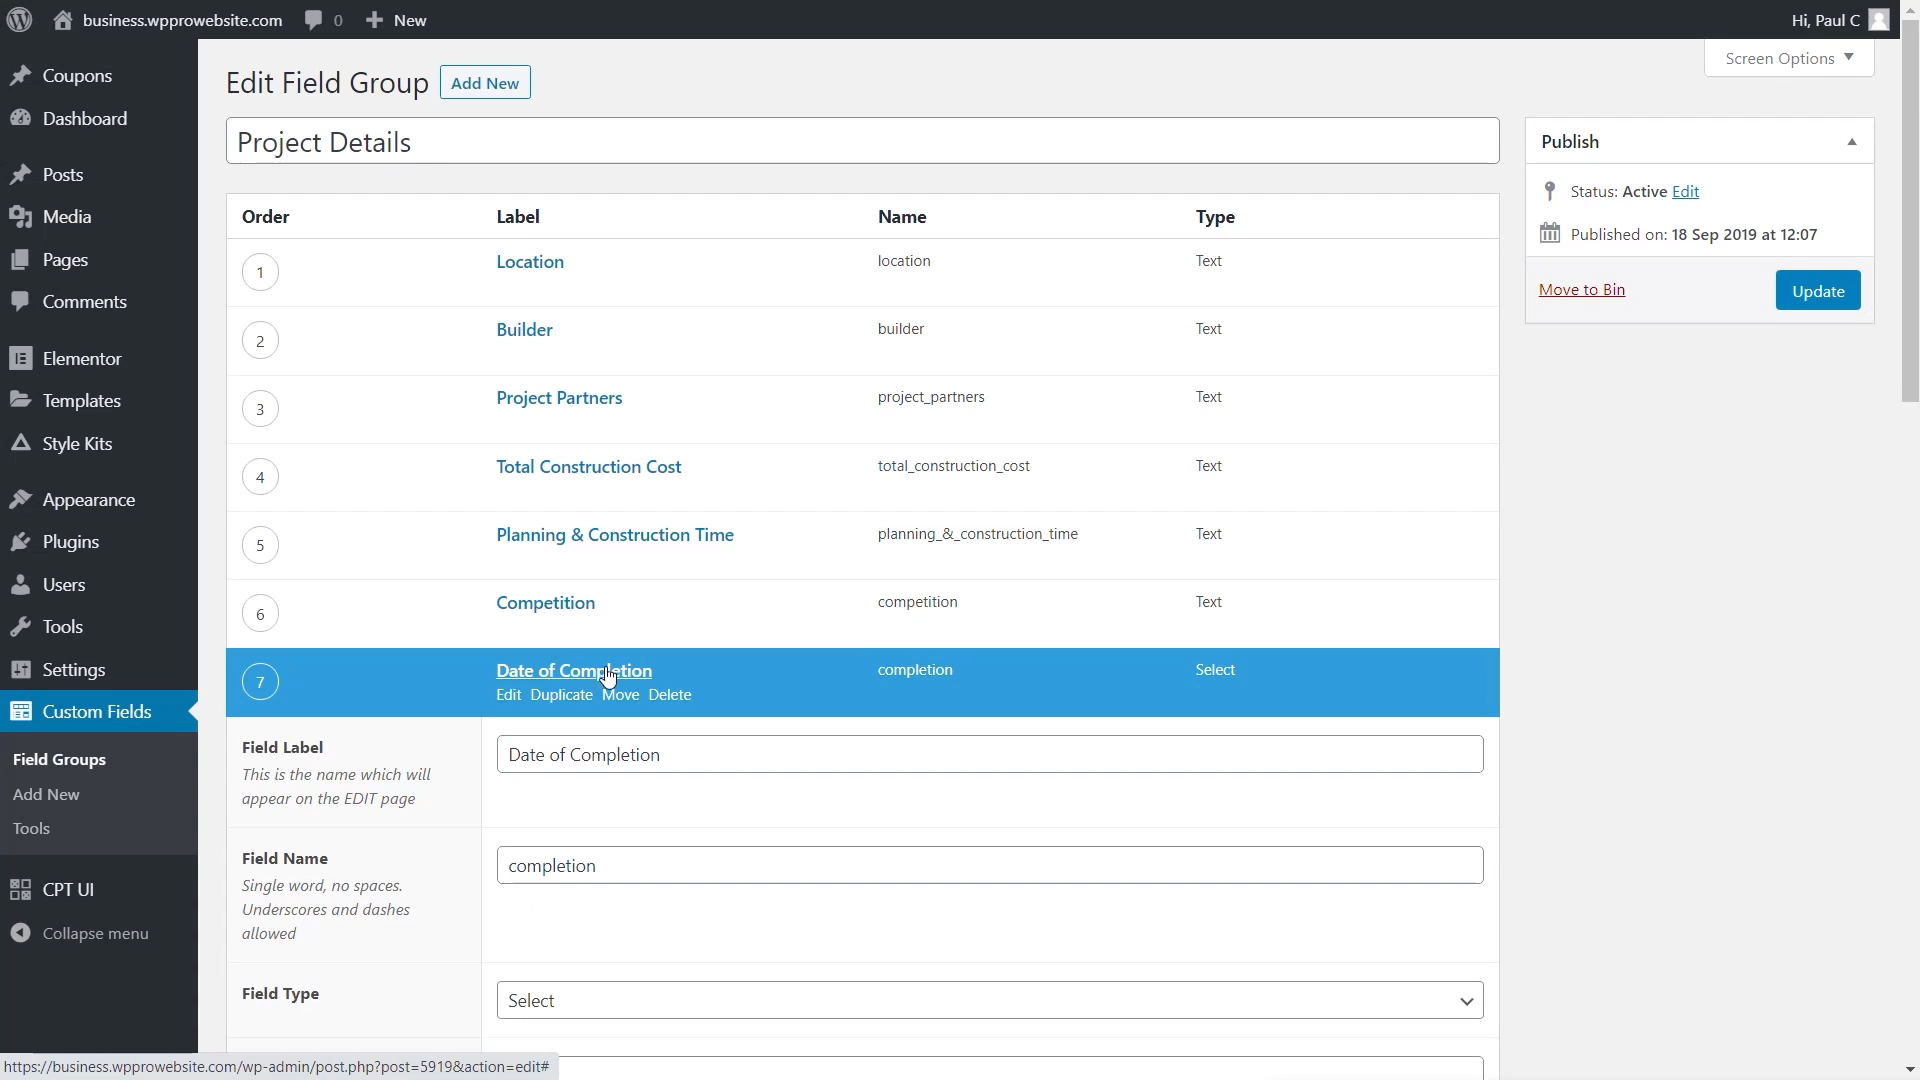 business.wpprowebsite.com 0 New Hi, Paul C
Screen Options
Coupons
Dashboard
Posts
Media
Pages
Comments
Elementor
Templates
Style Kits
Appearance
Plugins
Users
Tools
Settings
Custom Fields
Field Groups
Add New
Tools
CPT UI
Collapse menu
Edit Field Group Add New
Project Details
Order Label Name Type
1 Location location Text
2 Builder builder Text
3 Project Partners project_partners Text
4 Total Construction Cost total_construction_cost Text
5 Planning & Construction Time planning_&_construction_time Text
6 Competition competition Text
7 Date of Completion completion Select
Edit Duplicate Move Delete
Field Label
This is the name which will
appear on the EDIT page
Date of Completion
Field Name
Single word, no spaces.
Underscores and dashes
allowed
completion
Field Type
Select
Publish
Status: Active Edit
Published on: 18 Sep 2019 at 12:07
Move to Bin Update
https://business.wpprowebsite.com/wp-admin/post.php?post=5919&action=edit#